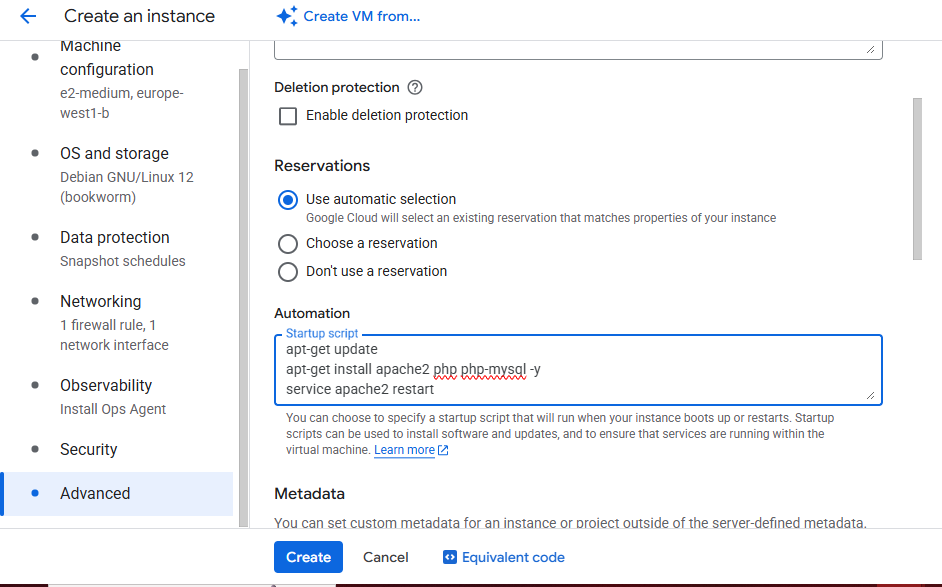 Create an instance
Create VM from...
Machine
configuration
e2-medium, europe-
west1-b
OS and storage
Debian GNU/Linux 12
(bookworm)
Data protection
Snapshot schedules
Networking
1 firewall rule, 1
network interface
Observability
Install Ops Agent
Security
Advanced
Deletion protection
Enable deletion protection
Reservations
Use automatic selection
Google Cloud will select an existing reservation that matches properties of your instance
Choose a reservation
Don't use a reservation
Automation
Startup script
apt-get update
apt-get install apache2 php php-mysql -y
service apache2 restart
You can choose to specify a startup script that will run when your instance boots up or restarts. Startup
scripts can be used to install software and updates, and to ensure that services are running within the
virtual machine. Learn more
Metadata
You can set custom metadata for an instance or project outside of the server-defined metadata.
Create
Cancel
Equivalent code